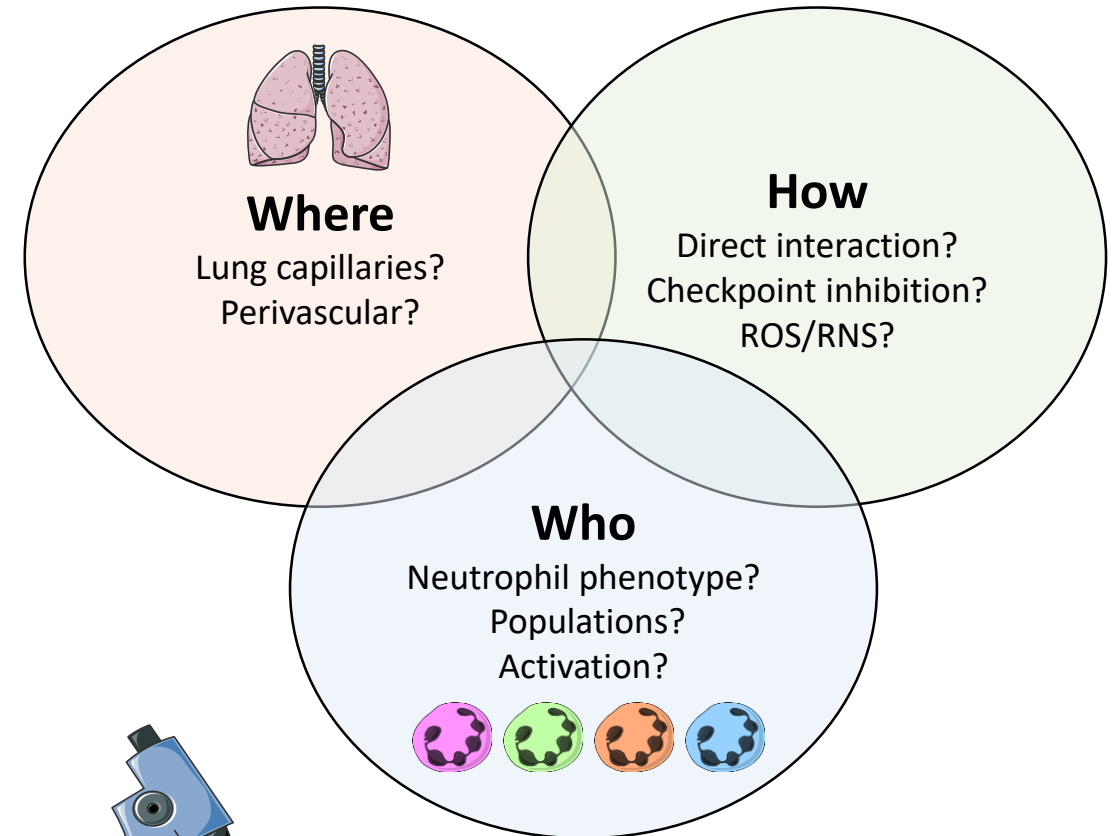 Where
Lung capillaries?
Perivascular?
How
Direct interaction?
Checkpoint inhibition?
ROS/RNS?
Who
Neutrophil phenotype?
Populations?
Activation?